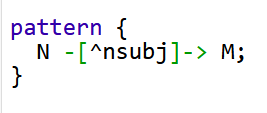 pattern {
  N -[^nsubj]-> M;
}